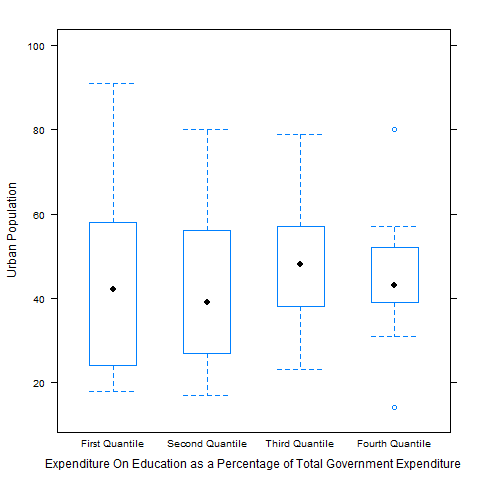 100
80
60
40
20
Urban Population
First Quantile
Second Quantile
Third Quantile
Fourth Quantile
Expenditure On Education as a Percentage of Total Government Expenditure